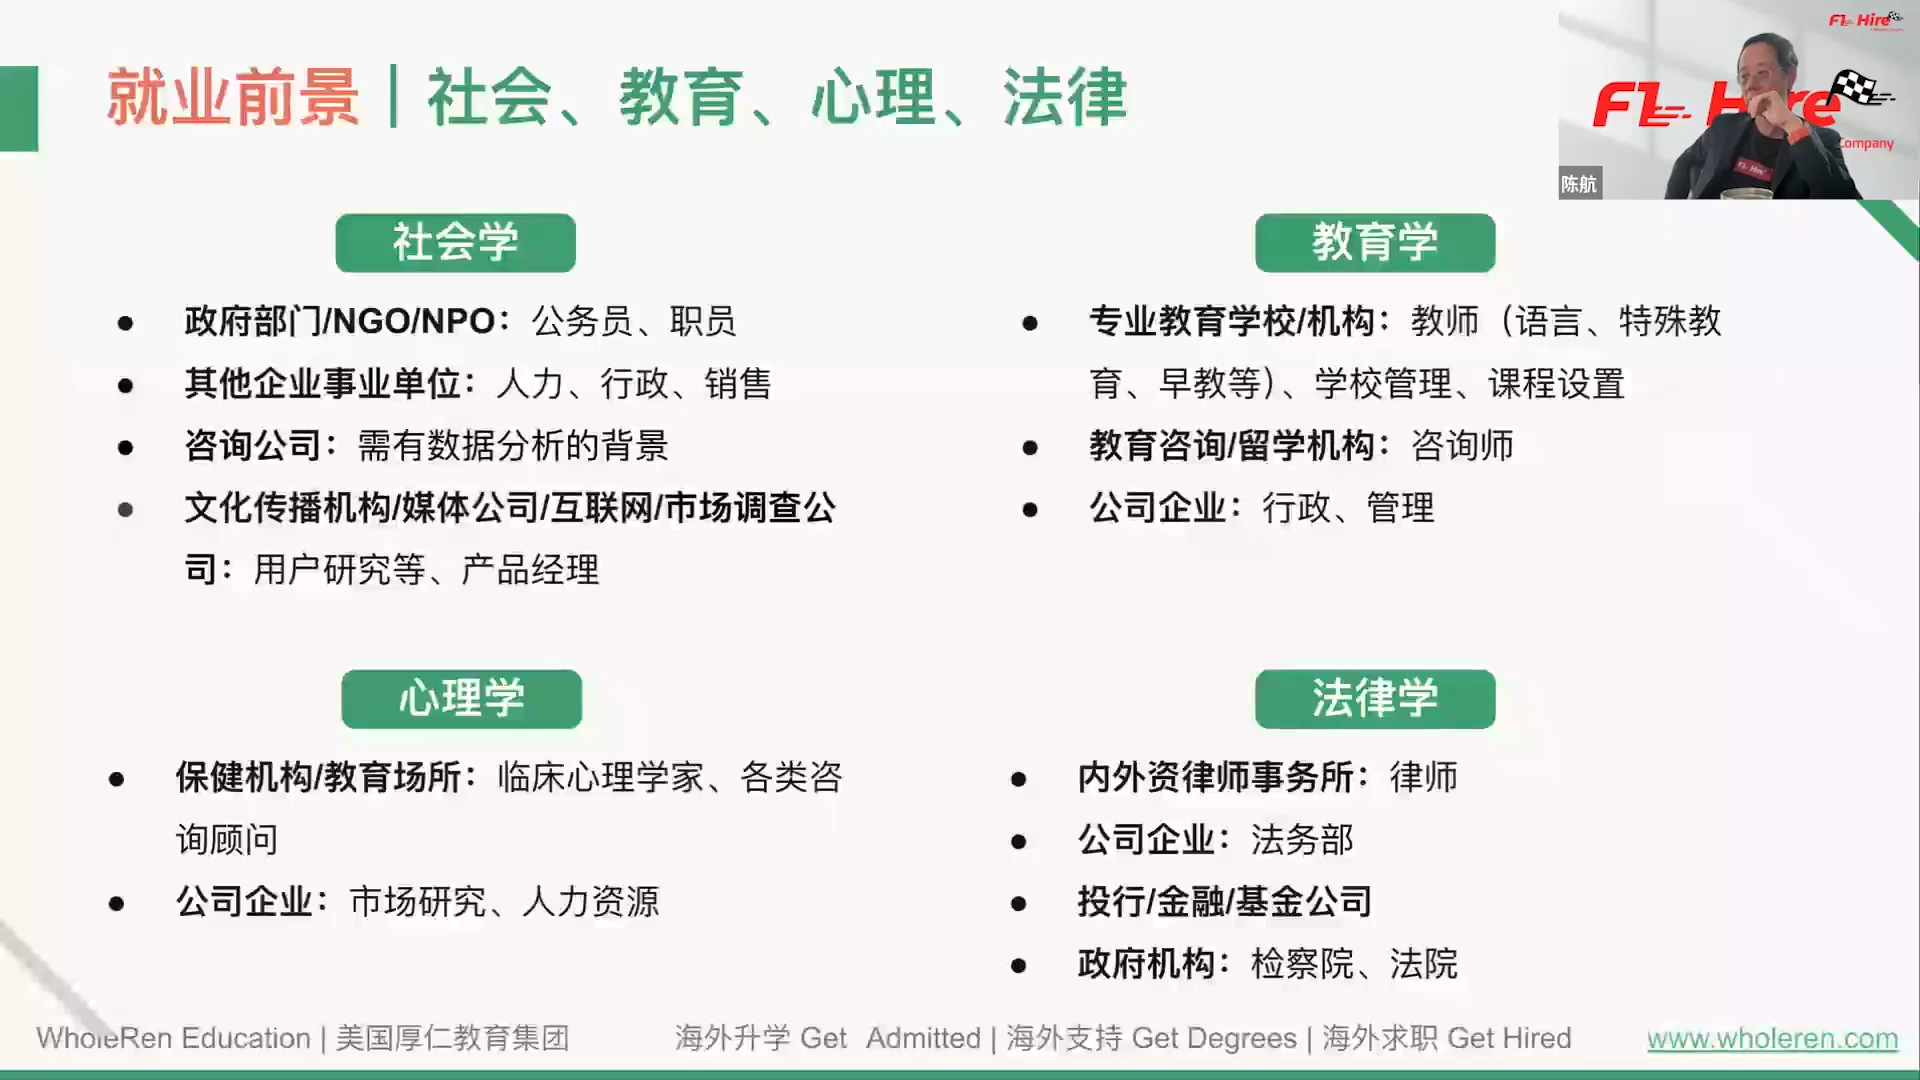 就业前景 | 社会、教育、心理、法律
F1 Hire
F1 Hire
Company
F1 Hire
陈航
社会学
政府部门/NGO/NPO：公务员、职员
其他企业事业单位：人力、行政、销售
咨询公司：需有数据分析的背景
文化传播机构/媒体公司/互联网/市场调查公
司：用户研究等、产品经理
教育学
专业教育学校/机构：教师（语言、特殊教
育、早教等）、学校管理、课程设置
教育咨询/留学机构：咨询师
公司企业：行政、管理
心理学
保健机构/教育场所：临床心理学家、各类咨
询顾问
公司企业：市场研究、人力资源
法律学
内外资律师事务所：律师
公司企业：法务部
投行/金融/基金公司
政府机构：检察院、法院
WholeRen Education | 美国厚仁教育集团
海外升学 Get Admitted | 海外支持 Get Degrees | 海外求职 Get Hired
www.wholeren.com